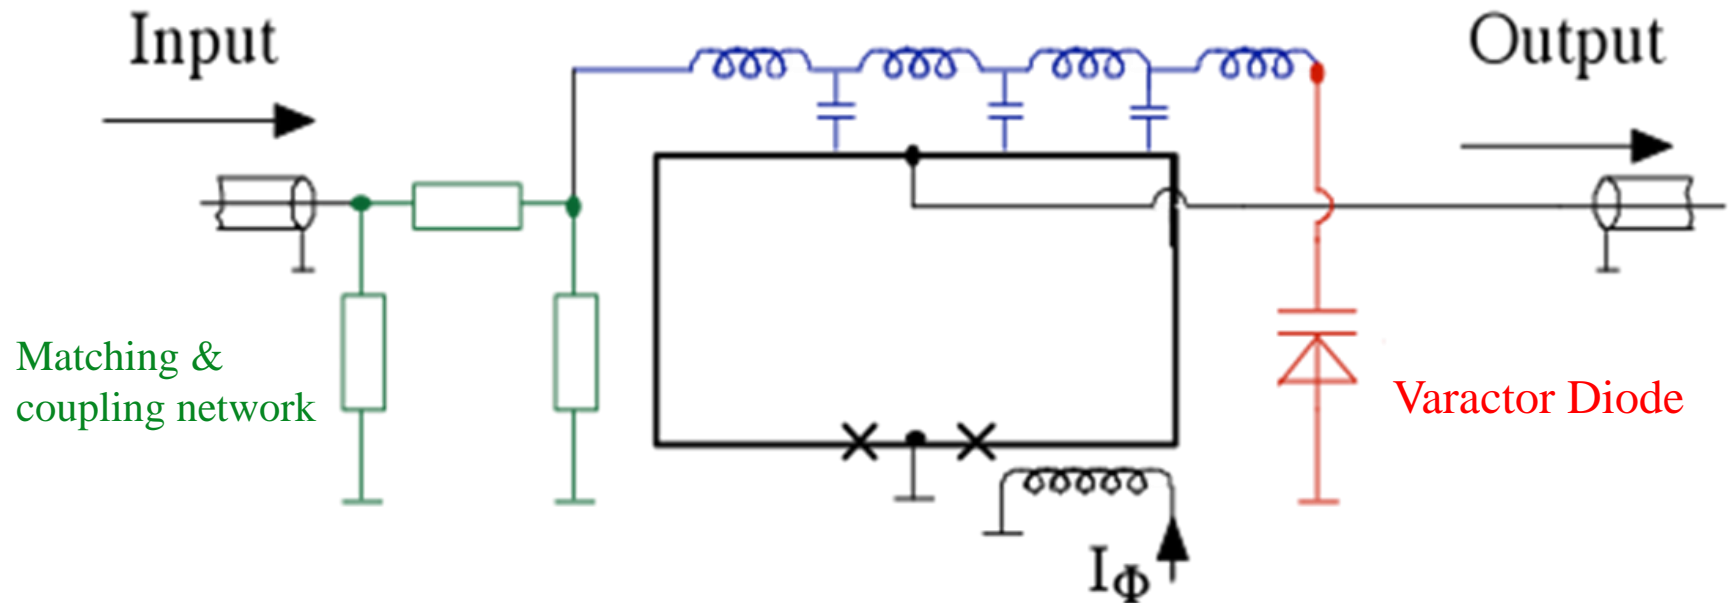 Input
Output
Matching &
coupling network
Varactor Diode
IΦ